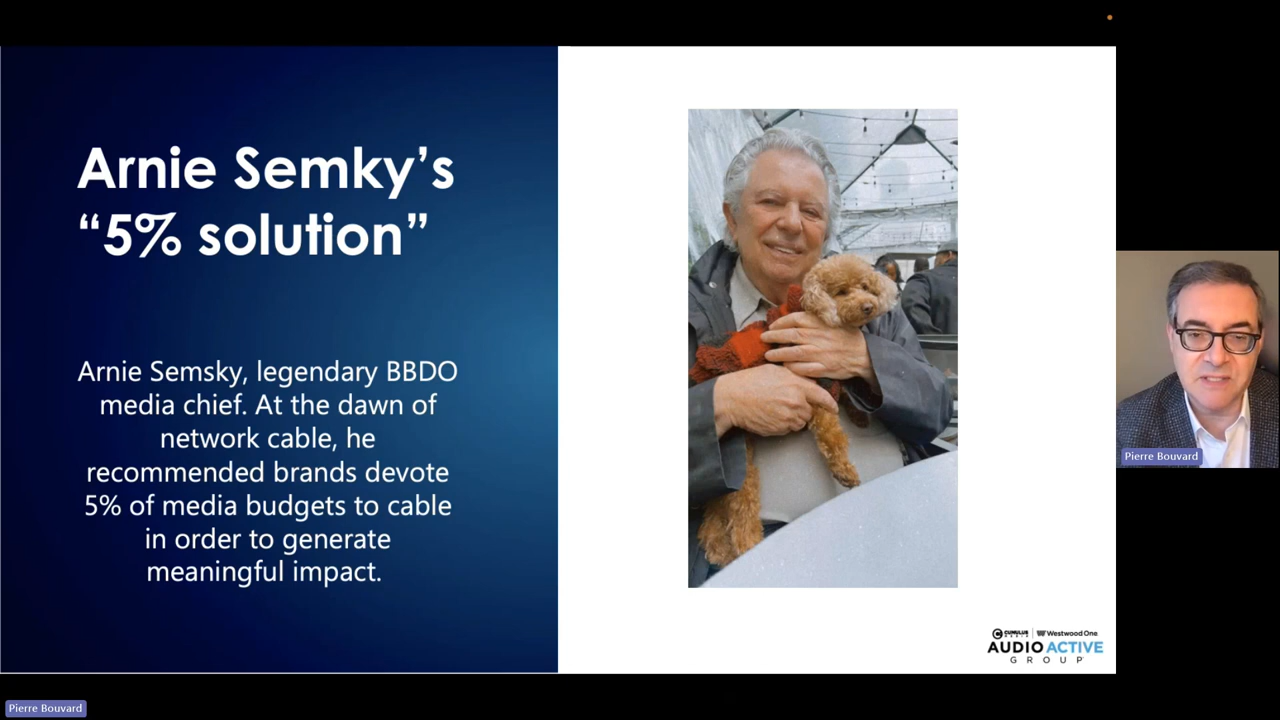 Arnie Semky’s
“5% solution”
Arnie Semsky, legendary BBDO
media chief. At the dawn of
network cable, he
recommended brands devote
5% of media budgets to cable
in order to generate
meaningful impact.
CUMULUS MEDIA | Westwood One
AUDIO ACTIVE
GROUP
Pierre Bouvard
Pierre Bouvard